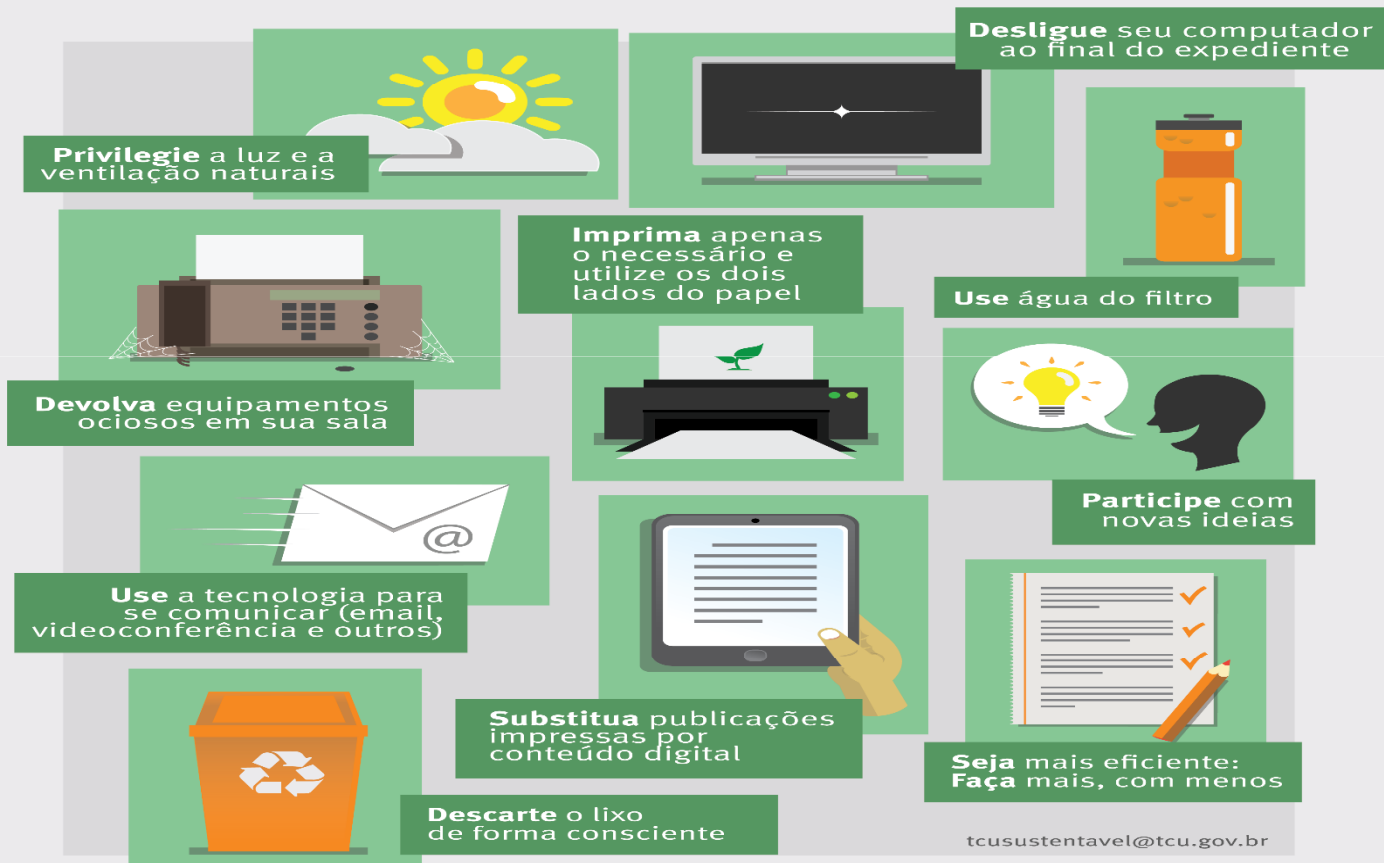 Desligue seu computador
ao final do expediente
Privilegie a luz e a
ventilação naturais
Imprima apenas
o necessário e
utilize os dois
lados do papel
Use água do filtro
Devolva equipamentos
ociosos em sua sala
@
Participe com
novas ideias
Use a tecnologia para
se comunicar (email,
videoconferência e outros)
Substitua publicações
impressas por
conteúdo digital
Seja mais eficiente:
Faça mais, com menos
Descarte o lixo
de forma consciente
tcusustentavel@tcu.gov.br